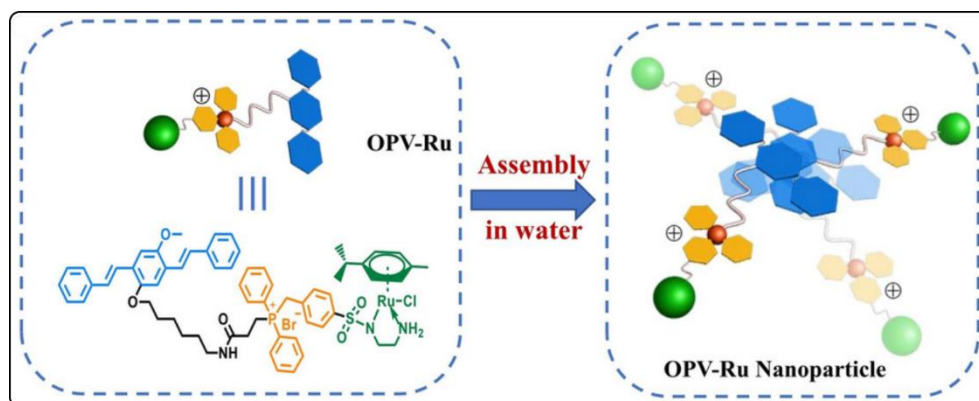 OPV-Ru
Assembly
in water
O
O
NH
O
P
+
Br
-
O
S
O
N
Ru-Cl
NH₂
⊕
⊕
⊕
⊕
⊕
OPV-Ru Nanoparticle